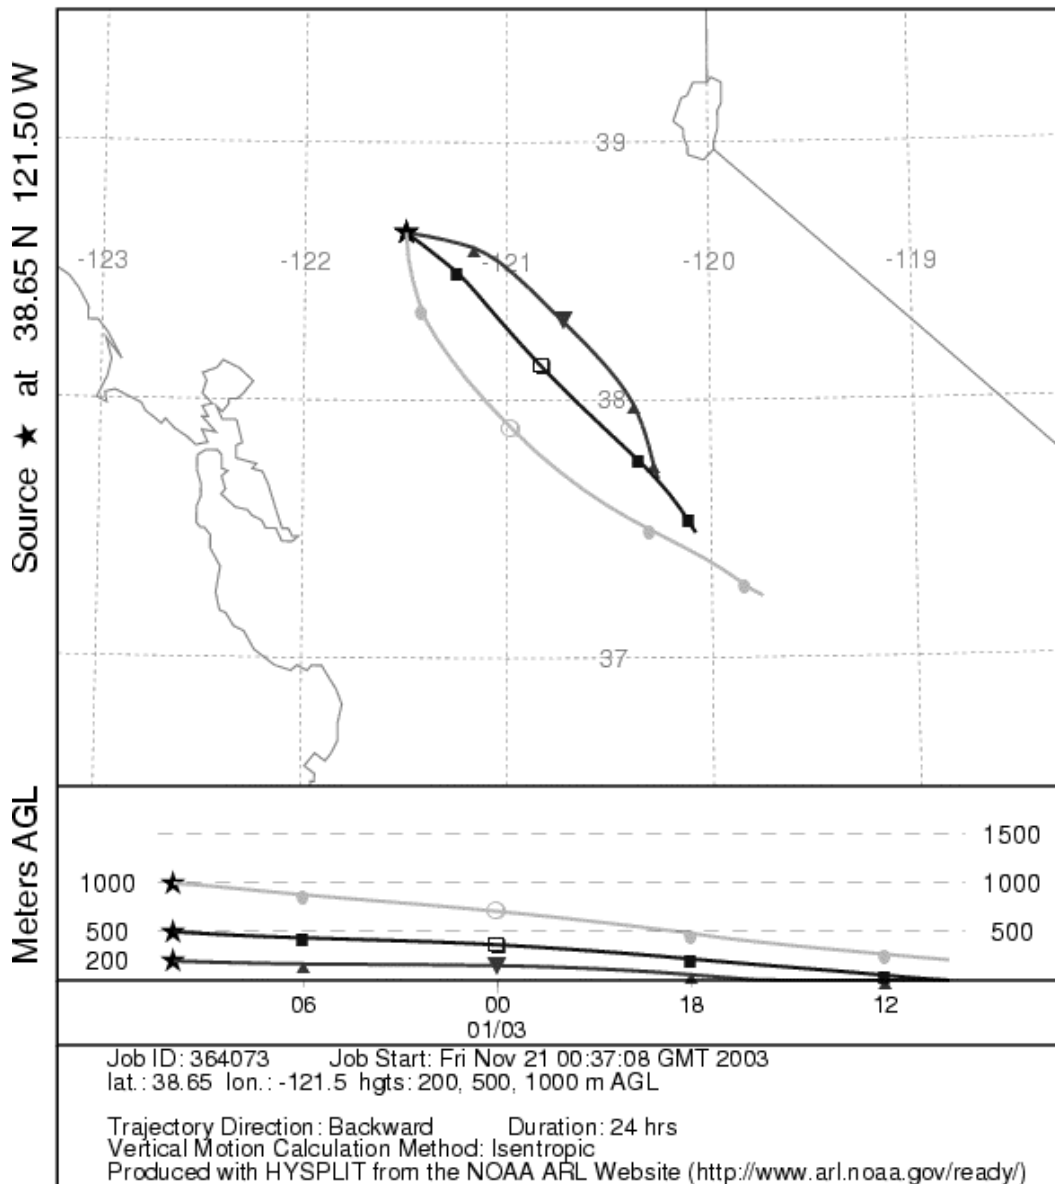 Source ★ at 38.65 N 121.50 W
39
-123 -122 -121 -120 -119
38
37
Meters AGL
1500
1000 1000
500 500
200
06 00 18 12
01/03
Job ID: 364073 Job Start: Fri Nov 21 00:37:08 GMT 2003
lat.: 38.65 lon.: -121.5 hgts: 200, 500, 1000 m AGL
Trajectory Direction: Backward Duration: 24 hrs
Vertical Motion Calculation Method: Isentropic
Produced with HYSPLIT from the NOAA ARL Website (http://www.arl.noaa.gov/ready/)